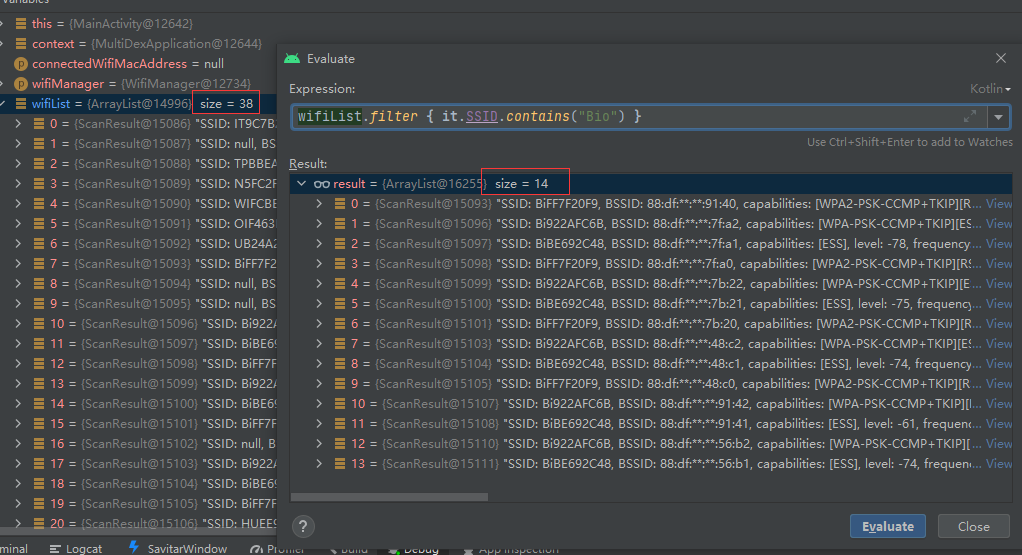 Variables
this = {MainActivity@12642}
context = {MultiDexApplication@12644}
connectedWifiMacAddress = null
wifiManager = {WifiManager@12734}
wifiList = {ArrayList@14996} size = 38
0 = {ScanResult@15086} "SSID: IT9C7B
1 = {ScanResult@15087} "SSID: null, BS
2 = {ScanResult@15088} "SSID: TPBBEA
3 = {ScanResult@15089} "SSID: N5FC2F
4 = {ScanResult@15090} "SSID: WIFCBE
5 = {ScanResult@15091} "SSID: OIF463
6 = {ScanResult@15092} "SSID: UB24A2
7 = {ScanResult@15093} "SSID: BiFF7F2
8 = {ScanResult@15094} "SSID: null, BS
9 = {ScanResult@15095} "SSID: null, BS
10 = {ScanResult@15096} "SSID: Bi922A
11 = {ScanResult@15097} "SSID: BiBE69
12 = {ScanResult@15098} "SSID: BiFF7F
13 = {ScanResult@15099} "SSID: Bi922A
14 = {ScanResult@15100} "SSID: BiBE69
15 = {ScanResult@15101} "SSID: BiFF7F
16 = {ScanResult@15102} "SSID: null, B
17 = {ScanResult@15103} "SSID: Bi922A
18 = {ScanResult@15104} "SSID: BiBE69
19 = {ScanResult@15105} "SSID: BiFF7F
20 = {ScanResult@15106} "SSID: HUEE9
Evaluate
Expression:
Kotlin
wifiList.filter { it.SSID.contains("Bio") }
Use Ctrl+Shift+Enter to add to Watches
Result:
result = {ArrayList@16255} size = 14
0 = {ScanResult@15093} "SSID: BiFF7F20F9, BSSID: 88:df:**:**:91:40, capabilities: [WPA2-PSK-CCMP+TKIP][R... View
1 = {ScanResult@15096} "SSID: Bi922AFC6B, BSSID: 88:df:**:**:7f:a2, capabilities: [WPA-PSK-CCMP+TKIP][ES... View
2 = {ScanResult@15097} "SSID: BiBE692C48, BSSID: 88:df:**:**:7f:a1, capabilities: [ESS], level: -78, frequency... View
3 = {ScanResult@15098} "SSID: BiFF7F20F9, BSSID: 88:df:**:**:7f:a0, capabilities: [WPA2-PSK-CCMP+TKIP][RS... View
4 = {ScanResult@15099} "SSID: Bi922AFC6B, BSSID: 88:df:**:**:7b:22, capabilities: [WPA-PSK-CCMP+TKIP][E... View
5 = {ScanResult@15100} "SSID: BiBE692C48, BSSID: 88:df:**:**:7b:21, capabilities: [ESS], level: -75, frequency... View
6 = {ScanResult@15101} "SSID: BiFF7F20F9, BSSID: 88:df:**:**:7b:20, capabilities: [WPA2-PSK-CCMP+TKIP][R... View
7 = {ScanResult@15103} "SSID: Bi922AFC6B, BSSID: 88:df:**:**:48:c2, capabilities: [WPA-PSK-CCMP+TKIP][E... View
8 = {ScanResult@15104} "SSID: BiBE692C48, BSSID: 88:df:**:**:48:c1, capabilities: [ESS], level: -74, frequency... View
9 = {ScanResult@15105} "SSID: BiFF7F20F9, BSSID: 88:df:**:**:48:c0, capabilities: [WPA2-PSK-CCMP+TKIP][R... View
10 = {ScanResult@15107} "SSID: Bi922AFC6B, BSSID: 88:df:**:**:91:42, capabilities: [WPA-PSK-CCMP+TKIP][... View
11 = {ScanResult@15108} "SSID: BiBE692C48, BSSID: 88:df:**:**:91:41, capabilities: [ESS], level: -61, frequen... View
12 = {ScanResult@15110} "SSID: Bi922AFC6B, BSSID: 88:df:**:**:56:b2, capabilities: [WPA-PSK-CCMP+TKIP][... View
13 = {ScanResult@15111} "SSID: BiBE692C48, BSSID: 88:df:**:**:56:b1, capabilities: [ESS], level: -74, frequen... View
?
Evaluate
Close
minal Logcat SavitarWindow Profiler Build Debug App Inspection